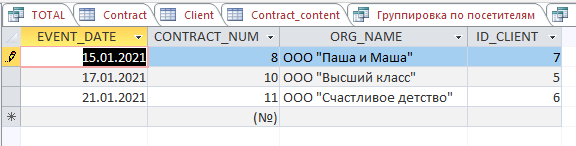 TOTAL Contract Client Contract_content Группировка по посетителям
EVENT_DATE CONTRACT_NUM ORG_NAME ID_CLIENT
15.01.2021 8 ООО "Паша и Маша" 7
17.01.2021 10 ООО "Высший класс" 5
21.01.2021 11 ООО "Счастливое детство" 6
(№)